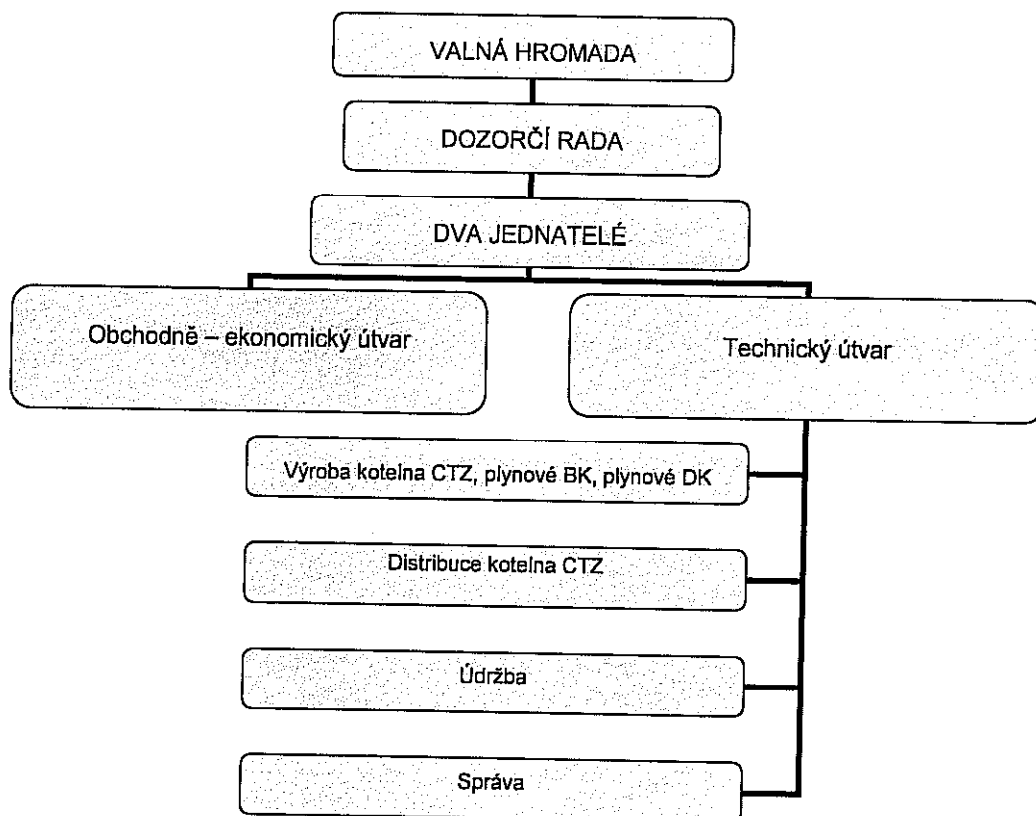 VALNÁ HROMADA
DOZORČÍ RADA
DVA JEDNATELÉ
Obchodně – ekonomický útvar
Technický útvar
Výroba kotelna CTZ, plynové BK, plynové DK
Distribuce kotelna CTZ
Údržba
Správa